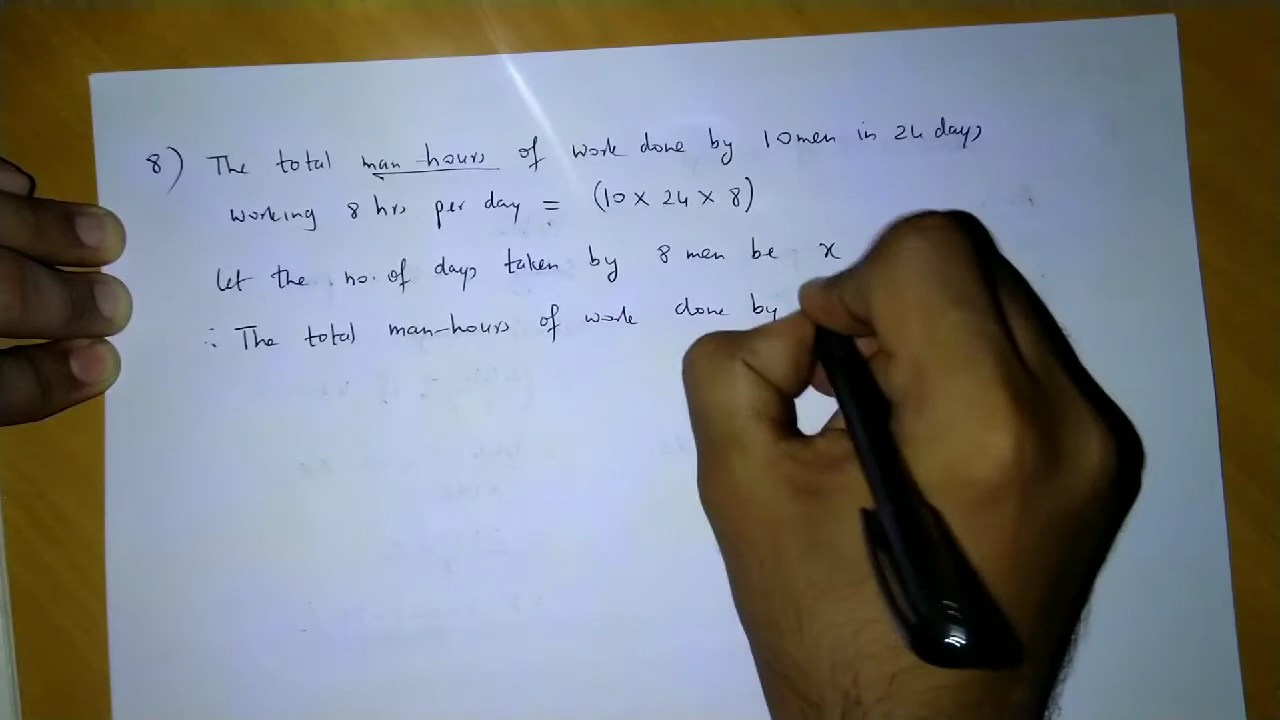 8) The total man hours of work done by 10 men in 24 days
working 8 hrs per day = (10 × 24 × 8)
Let the no. of days taken by 8 men be x
∴ The total man-hours of work done by